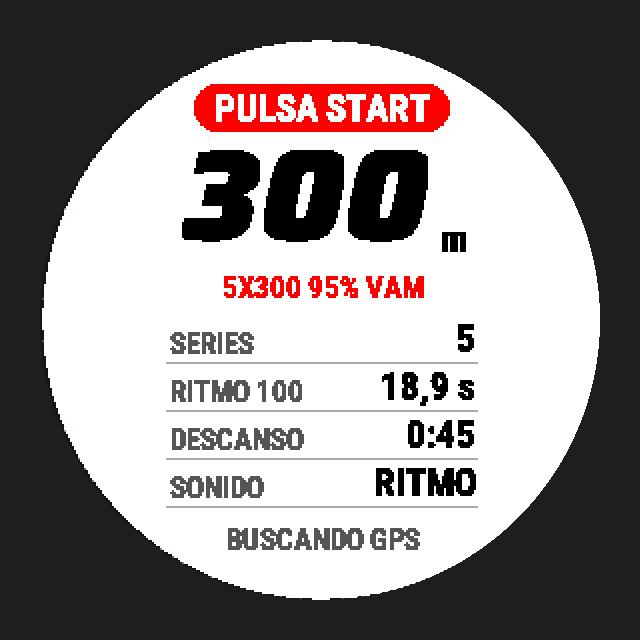 PULSA START
300 m
5X300 95% VAM
SERIES 5
RITMO 100 18,9 s
DESCANSO 0:45
SONIDO RITMO
BUSCANDO GPS